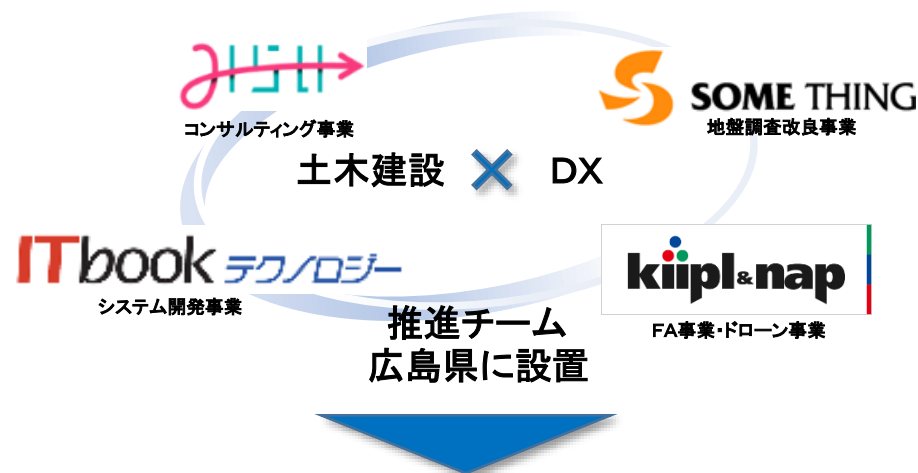 みらい
コンサルティング事業
SOME THING
地盤調査改良事業
土木建設 × DX
ITbook テクノロジー
システム開発事業
kiipl&nap
FA事業・ドローン事業
推進チーム
広島県に設置